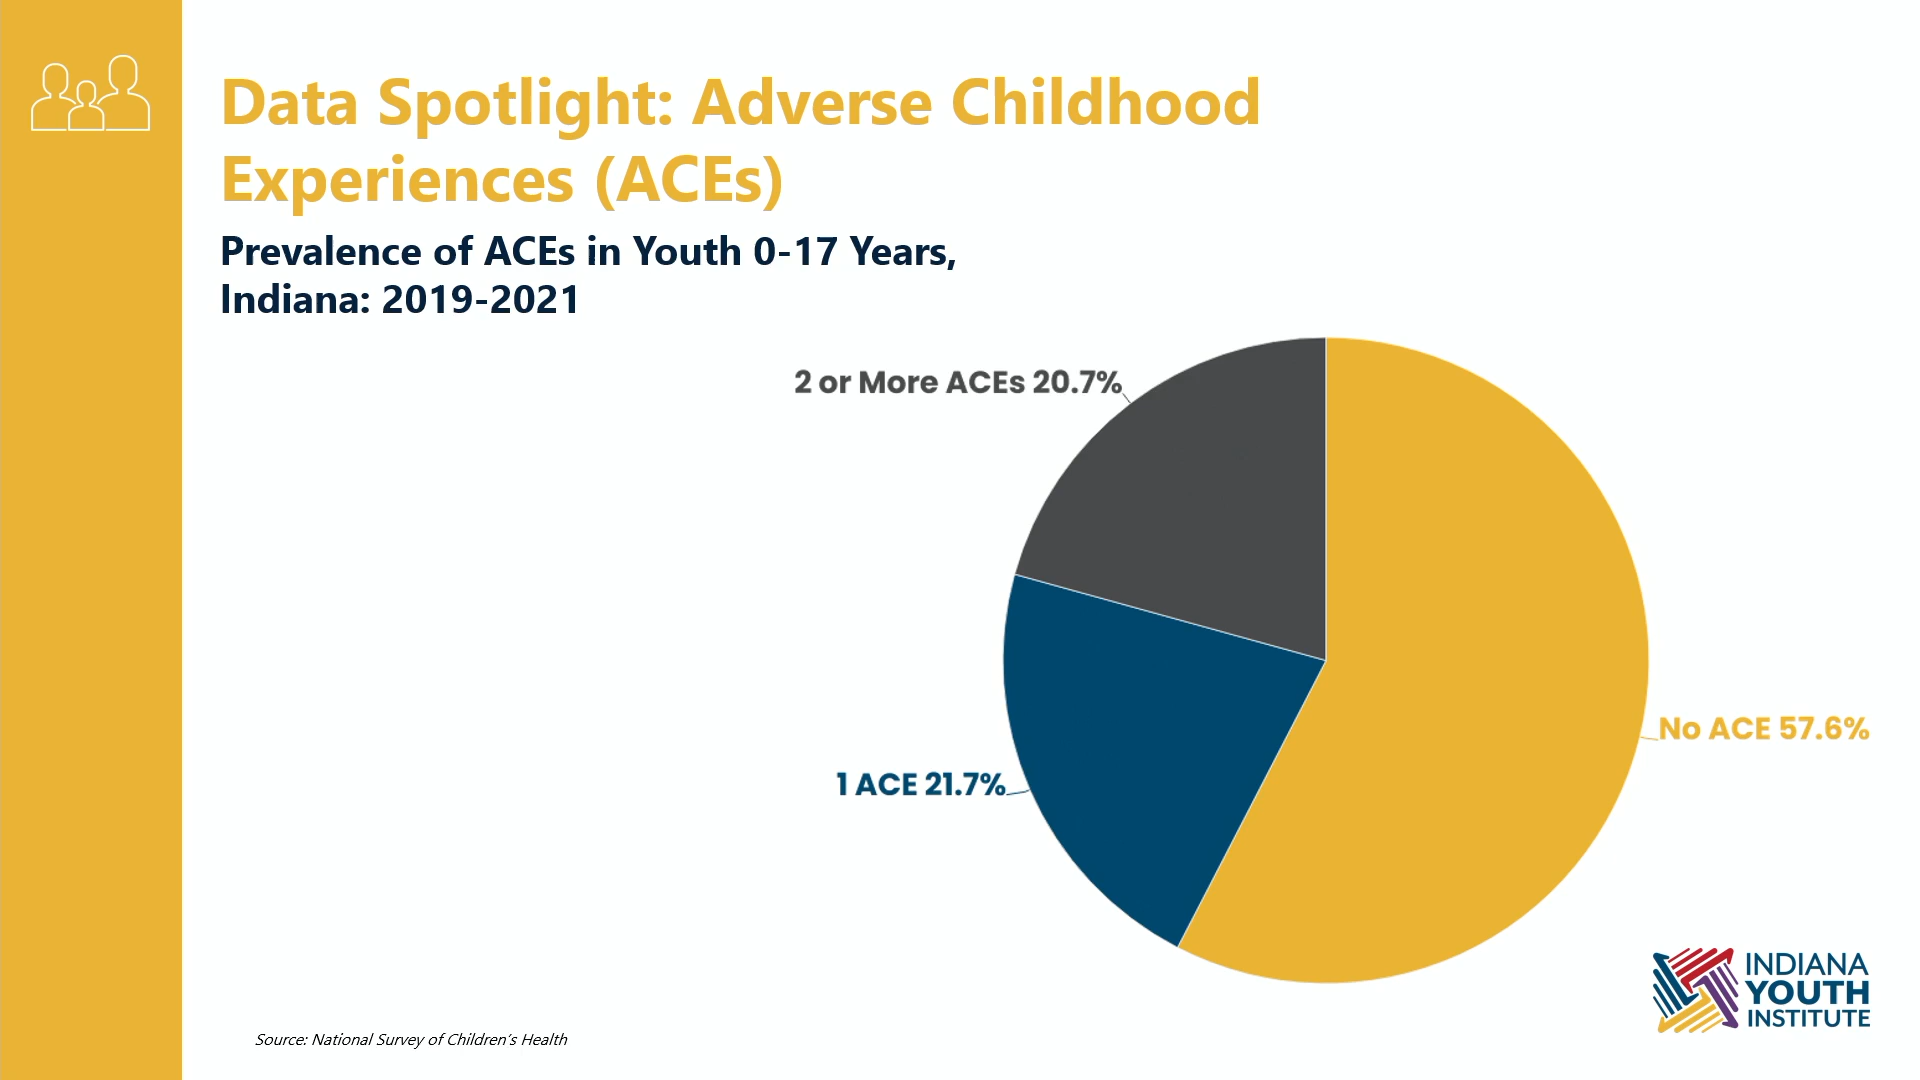 Data Spotlight: Adverse Childhood
Experiences (ACEs)
Prevalence of ACEs in Youth 0-17 Years,
Indiana: 2019-2021
2 or More ACEs 20.7%
No ACE 57.6%
1 ACE 21.7%
INDIANA
YOUTH
INSTITUTE
Source: National Survey of Children's Health